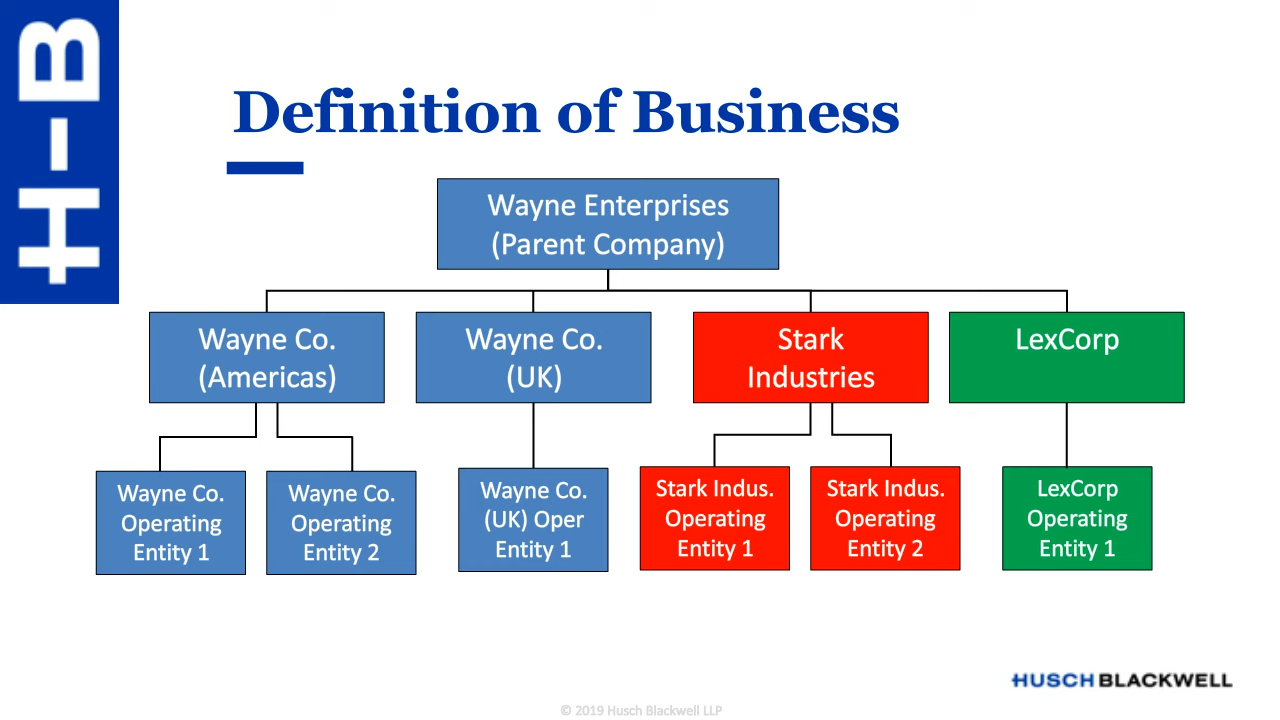 H-B
Definition of Business
Wayne Enterprises
(Parent Company)
Wayne Co.
(Americas)
Wayne Co.
(UK)
Stark
Industries
LexCorp
Wayne Co.
Operating
Entity 1
Wayne Co.
Operating
Entity 2
Wayne Co.
(UK) Oper
Entity 1
Stark Indus.
Operating
Entity 1
Stark Indus.
Operating
Entity 2
LexCorp
Operating
Entity 1
HUSCH BLACKWELL
© 2019 Husch Blackwell LLP